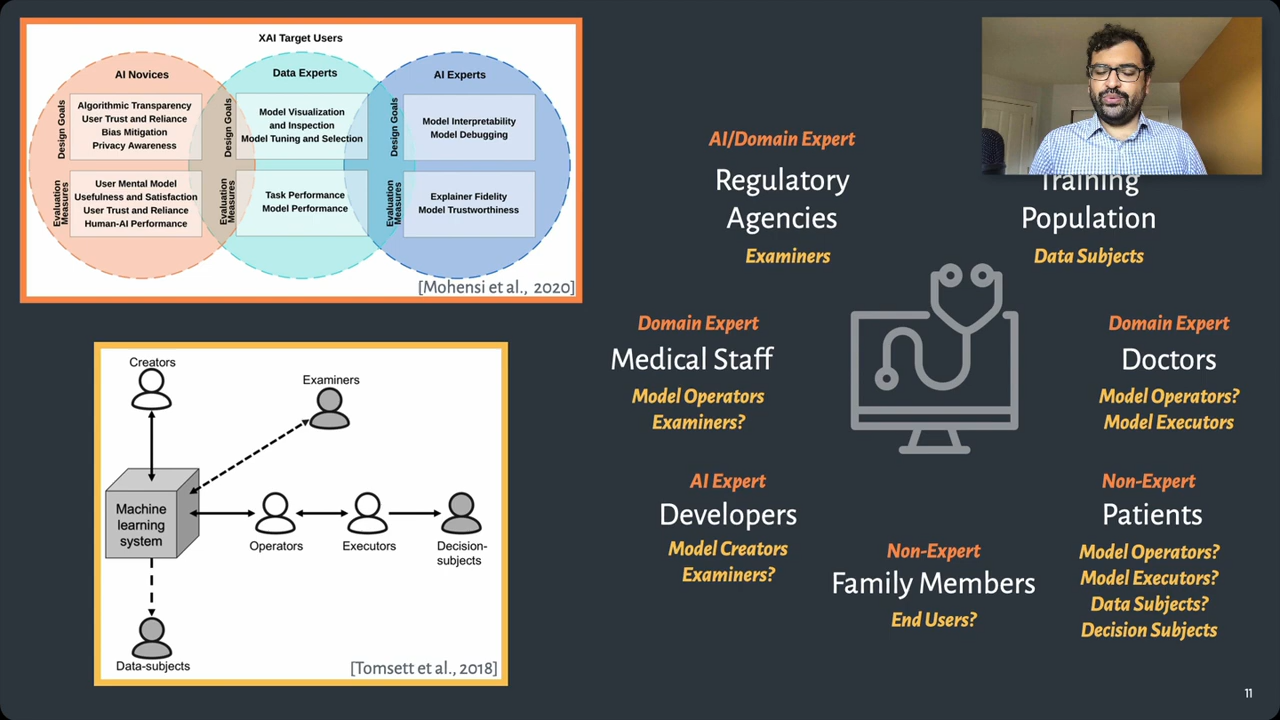 XAI Target Users
AI Novices
Design Goals
Algorithmic Transparency
User Trust and Reliance
Bias Mitigation
Privacy Awareness
Evaluation
Measures
User Mental Model
Usefulness and Satisfaction
User Trust and Reliance
Human-AI Performance
Data Experts
Design Goals
Model Visualization
and Inspection
Model Tuning and Selection
Evaluation
Measures
Task Performance
Model Performance
AI Experts
Design Goals
Model Interpretability
Model Debugging
Evaluation
Measures
Explainer Fidelity
Model Trustworthiness
[Mohensi et al., 2020]
Creators
Examiners
Machine
learning
system
Operators
Executors
Decision-
subjects
Data-subjects
[Tomsett et al., 2018]
AI/Domain Expert
Regulatory
Agencies
Examiners
Training
Population
Data Subjects
Domain Expert
Medical Staff
Model Operators
Examiners?
Domain Expert
Doctors
Model Operators?
Model Executors
AI Expert
Developers
Model Creators
Examiners?
Non-Expert
Family Members
End Users?
Non-Expert
Patients
Model Operators?
Model Executors?
Data Subjects?
Decision Subjects
11